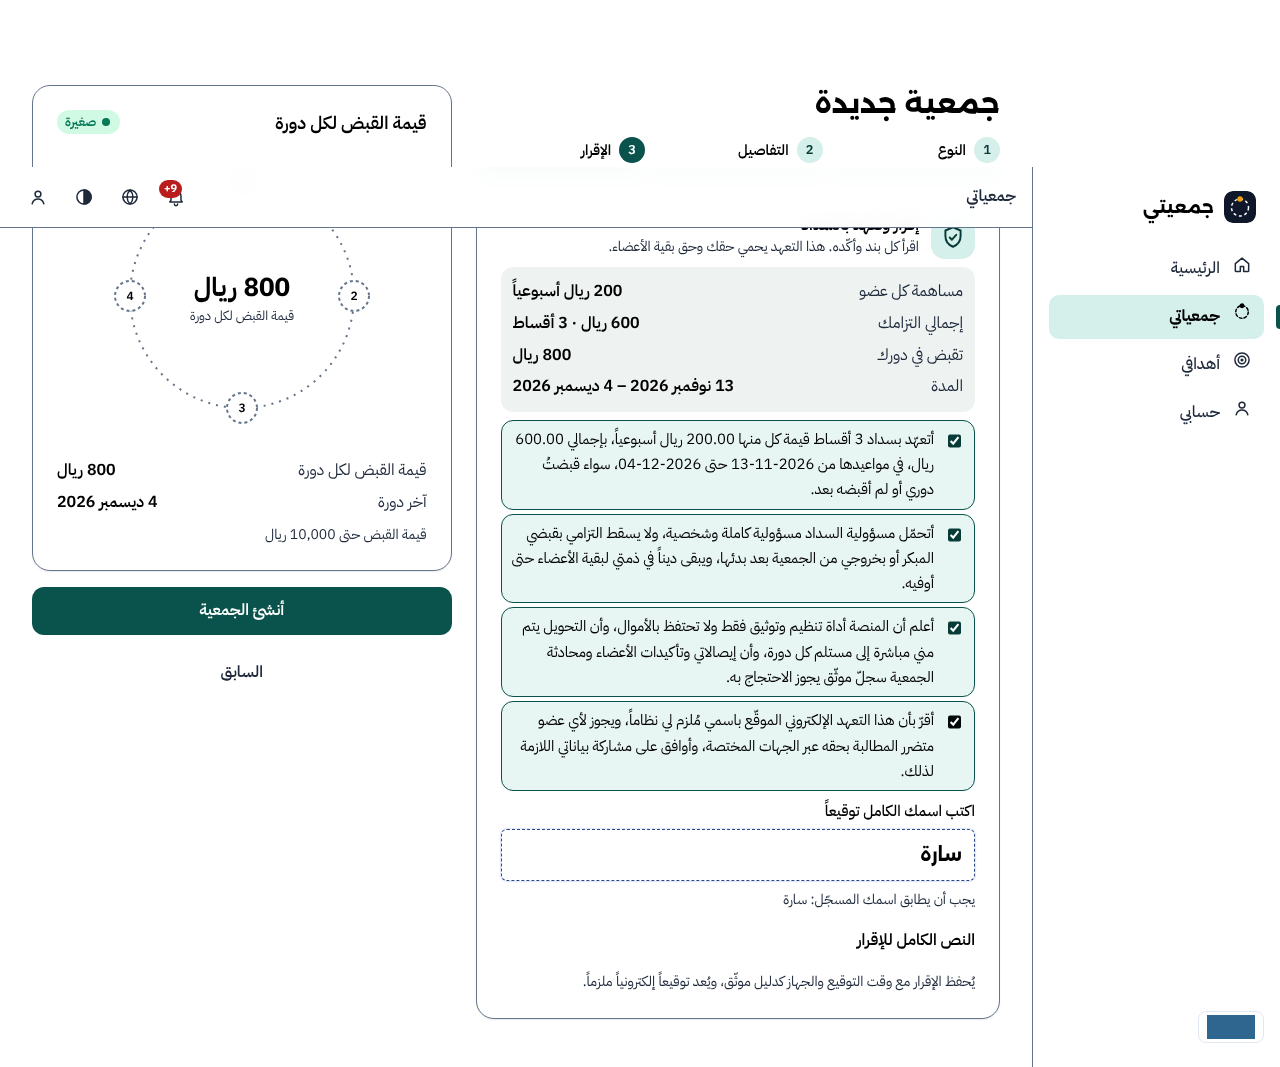 جمعية جديدة
1 النوع
2 التفاصيل
3 الإقرار
قيمة القبض لكل دورة
صغيرة
جمعيتي
جمعياتي
+9
الرئيسية
جمعياتي
أهدافي
حسابي
إقرار وتعهد بالسداد
اقرأ كل بند وأكّده. هذا التعهد يحمي حقك وحق بقية الأعضاء.
مساهمة كل عضو 200 ريال أسبوعياً
إجمالي التزامك 600 ريال · 3 أقساط
تقبض في دورك 800 ريال
المدة 13 نوفمبر 2026 – 4 ديسمبر 2026
أتعهّد بسداد 3 أقساط قيمة كل منها 200.00 ريال أسبوعياً، بإجمالي 600.00
ريال، في مواعيدها من 2026-11-13 حتى 2026-12-04، سواء قبضتُ
دوري أو لم أقبضه بعد.
أتحمّل مسؤولية السداد مسؤولية كاملة وشخصية، ولا يسقط التزامي بقبضي
المبكر أو بخروجي من الجمعية بعد بدئها، ويبقى ديناً في ذمتي لبقية الأعضاء حتى
أوفيه.
أعلم أن المنصة أداة تنظيم وتوثيق فقط ولا تحتفظ بالأموال، وأن التحويل يتم
مني مباشرة إلى مستلم كل دورة، وأن إيصالاتي وتأكيدات الأعضاء ومحادثة
الجمعية سجلّ موثّق يجوز الاحتجاج به.
أقرّ بأن هذا التعهد الإلكتروني الموقّع باسمي مُلزم لي نظاماً، ويجوز لأي عضو
متضرر المطالبة بحقه عبر الجهات المختصة، وأوافق على مشاركة بياناتي اللازمة
لذلك.
اكتب اسمك الكامل توقيعاً
سارة
يجب أن يطابق اسمك المسجّل: سارة
النص الكامل للإقرار
يُحفظ الإقرار مع وقت التوقيع والجهاز كدليل موثّق، ويُعد توقيعاً إلكترونياً ملزماً.
2
800 ريال
قيمة القبض لكل دورة
4
3
قيمة القبض لكل دورة 800 ريال
آخر دورة 4 ديسمبر 2026
قيمة القبض حتى 10,000 ريال
أنشئ الجمعية
السابق